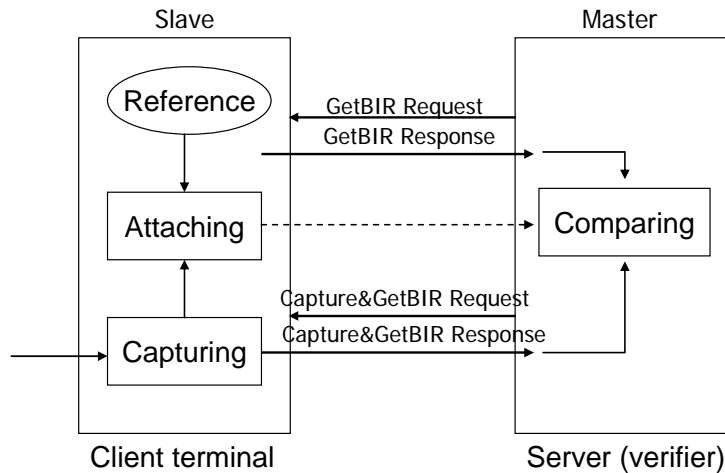 Slave
Master
Reference
GetBIR Request
GetBIR Response
Attaching
Comparing
Capture&GetBIR Request
Capture&GetBIR Response
Capturing
Client terminal
Server (verifier)